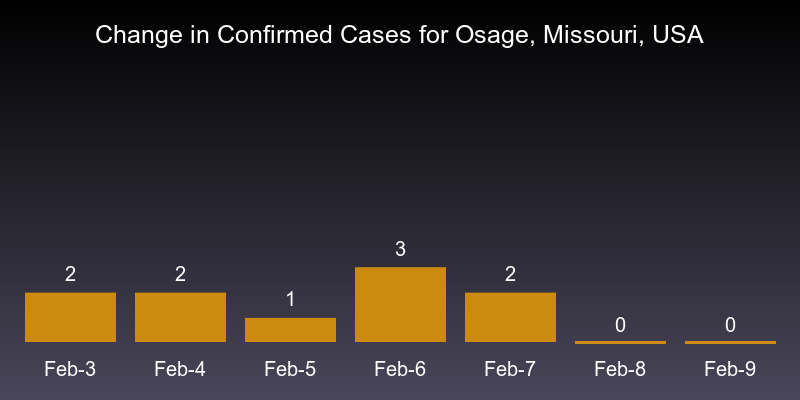 Change in Confirmed Cases for Osage, Missouri, USA
2 2 1 3 2 0 0
Feb-3 Feb-4 Feb-5 Feb-6 Feb-7 Feb-8 Feb-9